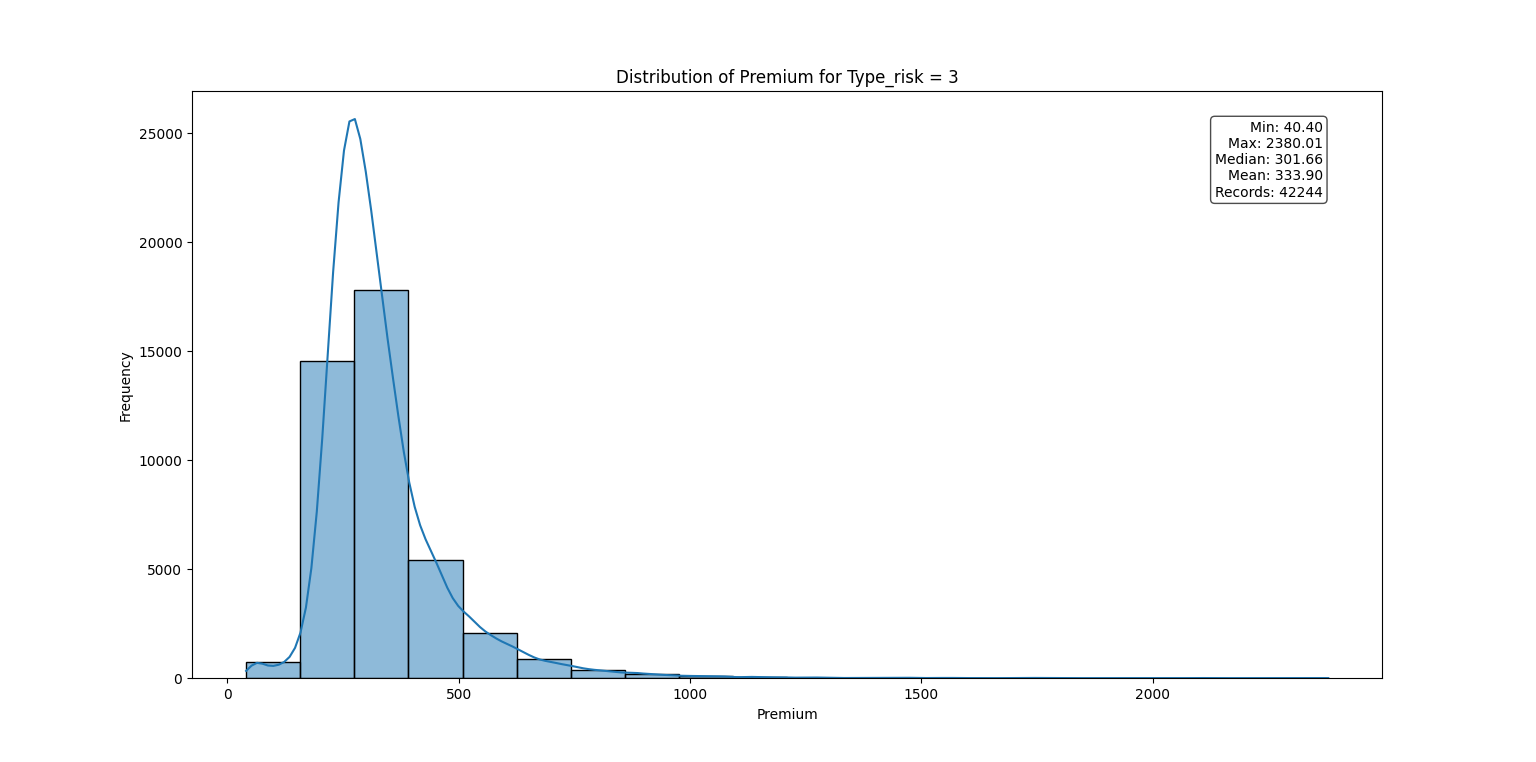 Distribution of Premium for Type_risk = 3
Min: 40.40
Max: 2380.01
Median: 301.66
Mean: 333.90
Records: 42244
25000
20000
15000
10000
5000
0
Frequency
0 500 1000 1500 2000
Premium